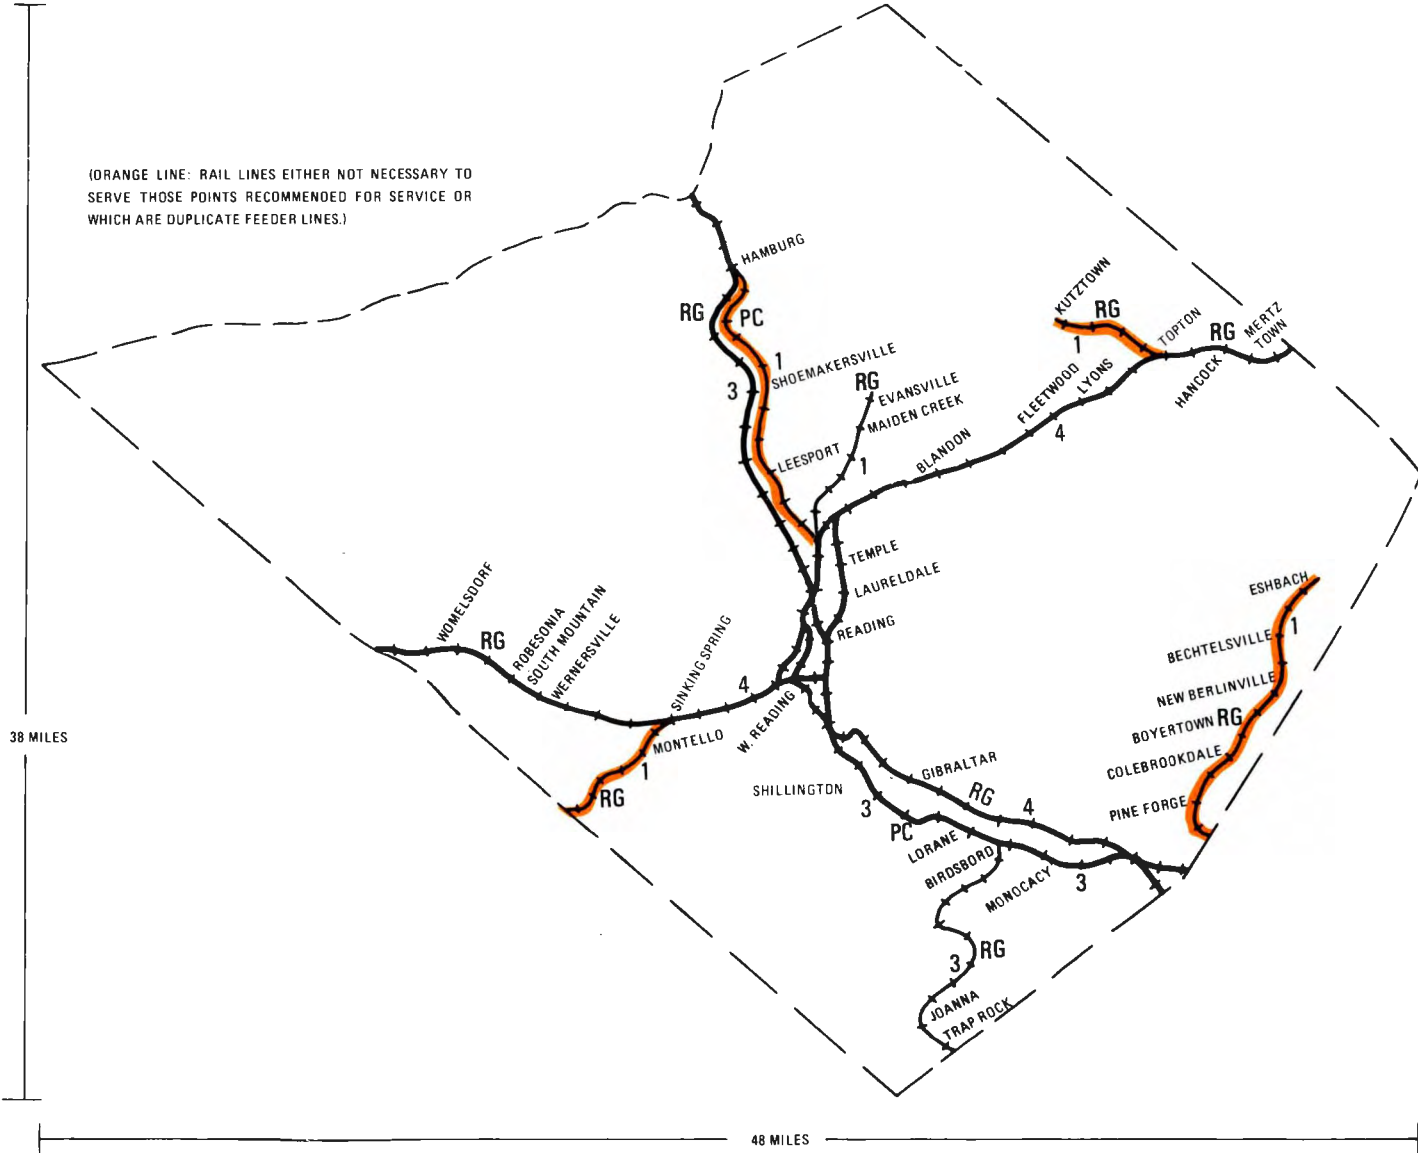 (ORANGE LINE: RAIL LINES EITHER NOT NECESSARY TO
SERVE THOSE POINTS RECOMMENDED FOR SERVICE OR
WHICH ARE DUPLICATE FEEDER LINES.)
HAMBURG
RG
PC
1
SHOEMAKERSVILLE
3
LEESPORT
RG
EVANSVILLE
MAIDEN CREEK
1
KUTZTOWN
RG
1
TOPTON
RG
MERTZ
TOWN
HANCOCK
LYONS
FLEETWOOD
4
BLANDON
TEMPLE
LAURELDALE
READING
WOMELSDORF
RG
ROBESONIA
SOUTH MOUNTAIN
WERNERSVILLE
SINKING SPRING
4
W. READING
MONTELLO
1
RG
ESHBACH
1
BECHTELSVILLE
NEW BERLINVILLE
BOYERTOWN
RG
COLEBROOKDALE
PINE FORGE
38 MILES
SHILLINGTON
GIBRALTAR
RG
4
3
PC
LORANE
BIRDSBORD
MONOCACY
3
RG
3
JOANNA
TRAP ROCK
48 MILES